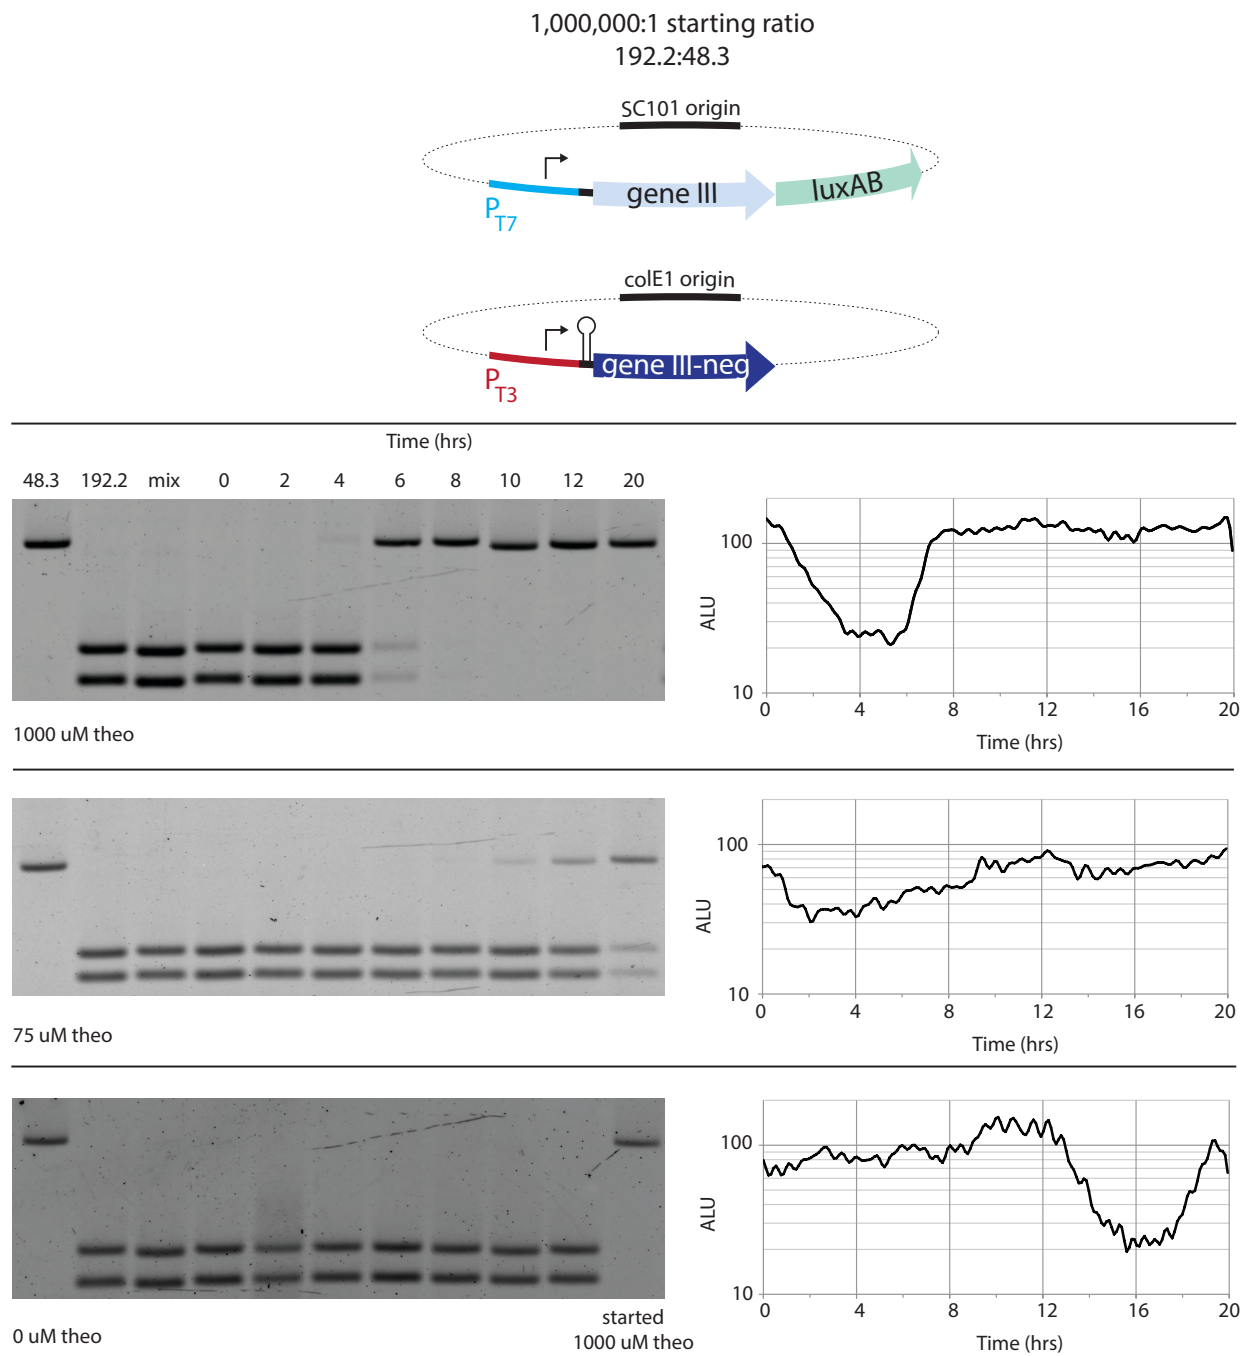 1,000,000:1 starting ratio
192.2:48.3
SC101 origin
gene III
luxAB
PT7
colE1 origin
gene III-neg
PT3
Time (hrs)
48.3 192.2 mix 0 2 4 6 8 10 12 20
1000 uM theo
100
10
ALU
0 4 8 12 16 20
Time (hrs)
75 uM theo
100
10
ALU
0 4 8 12 16 20
Time (hrs)
0 uM theo
started
1000 uM theo
100
10
ALU
0 4 8 12 16 20
Time (hrs)